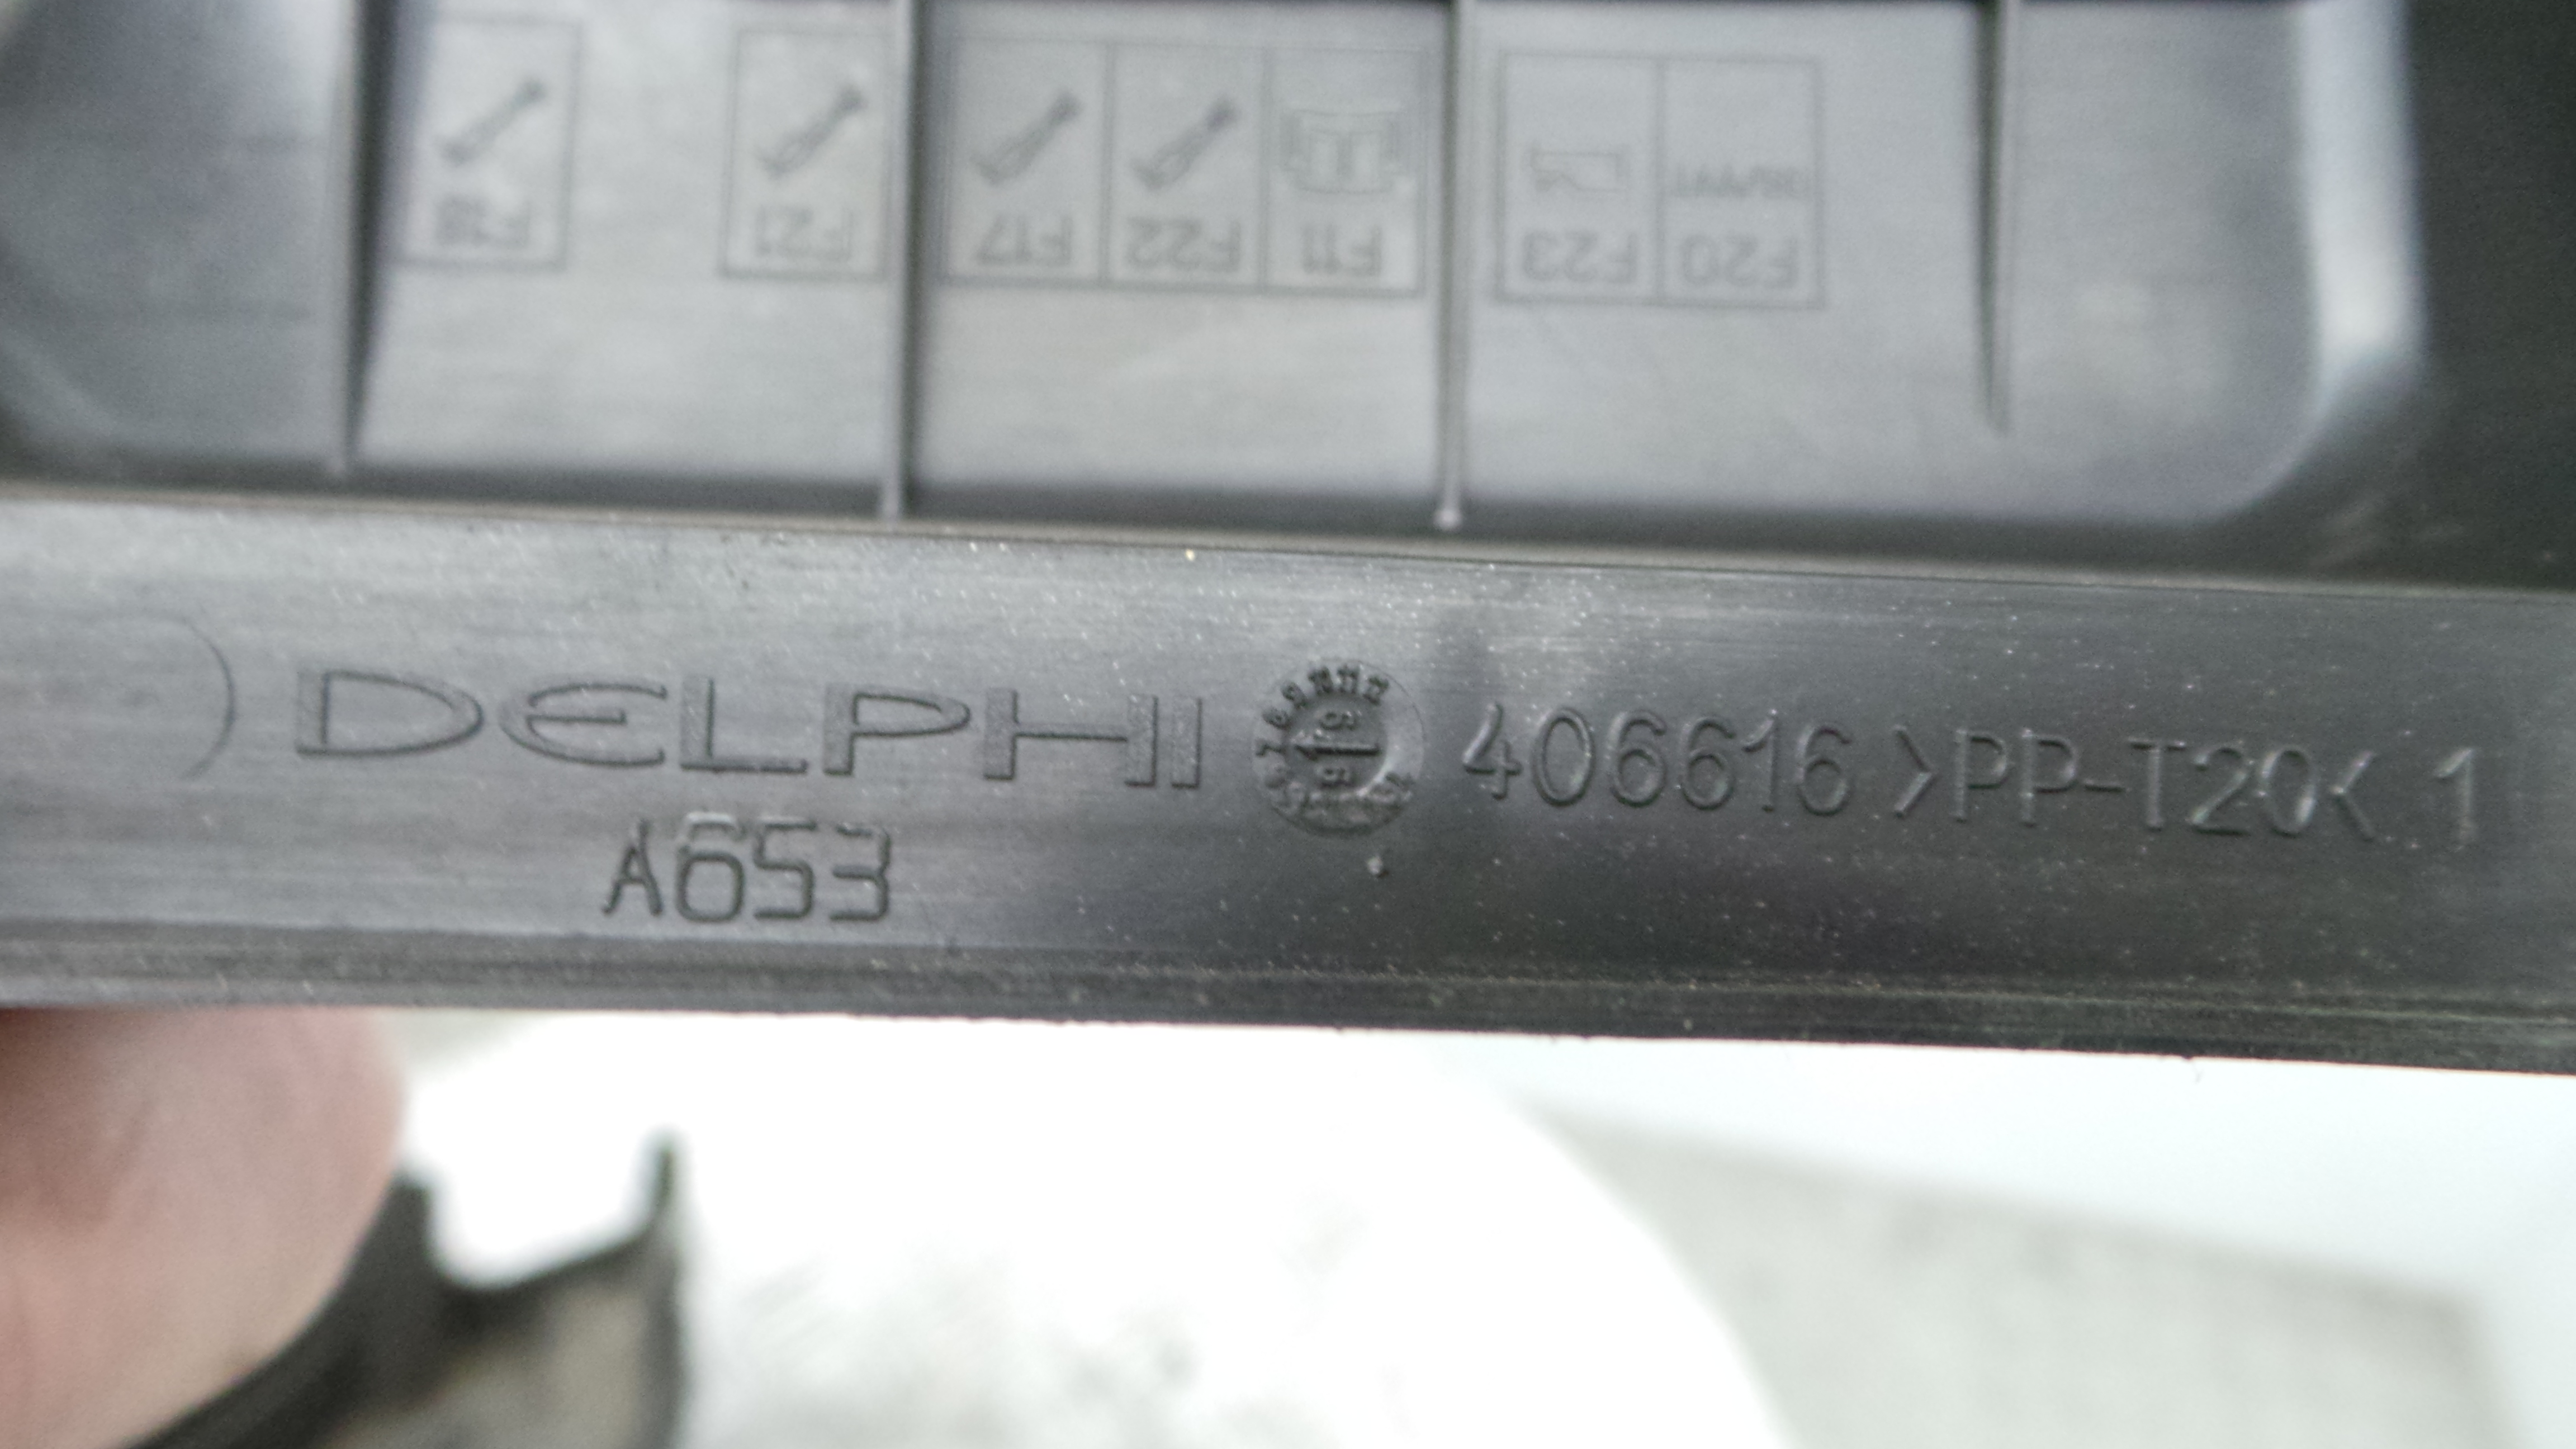 F18 F21 F17 F22 F11 F23 F20
DELPHI 406616 >PP-T20< 1
A653